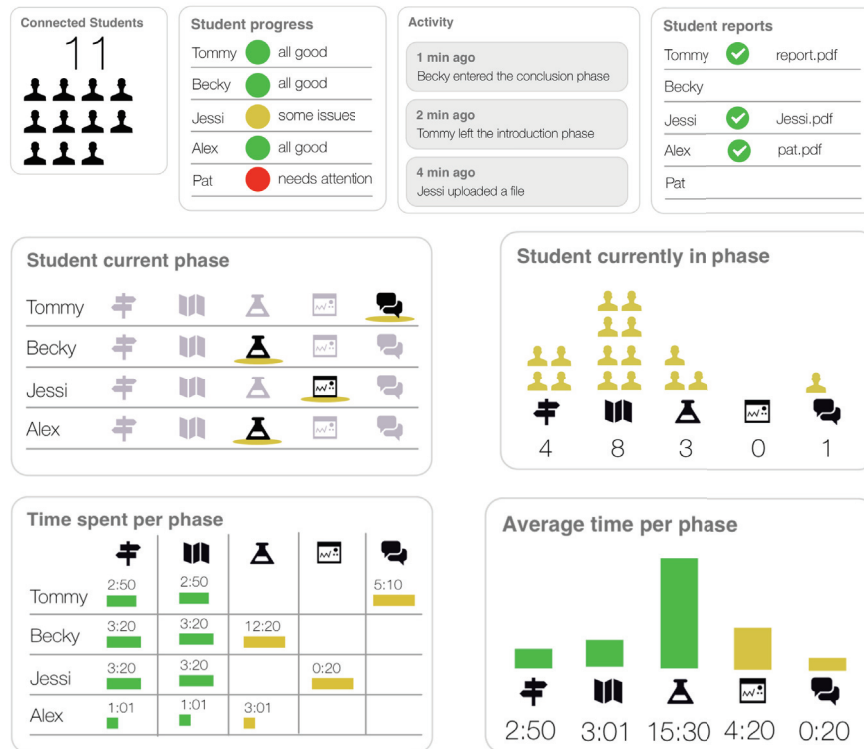 Connected Students
11
Student progress
Tommy all good
Becky all good
Jessi some issues
Alex all good
Pat needs attention
Activity
1 min ago
Becky entered the conclusion phase
2 min ago
Tommy left the introduction phase
4 min ago
Jessi uploaded a file
Student reports
Tommy report.pdf
Becky
Jessi Jessi.pdf
Alex pat.pdf
Pat
Student current phase
Tommy
Becky
Jessi
Alex
Student currently in phase
4 8 3 0 1
Time spent per phase
Tommy 2:50 2:50 5:10
Becky 3:20 3:20 12:20
Jessi 3:20 3:20 0:20
Alex 1:01 1:01 3:01
Average time per phase
2:50 3:01 15:30 4:20 0:20